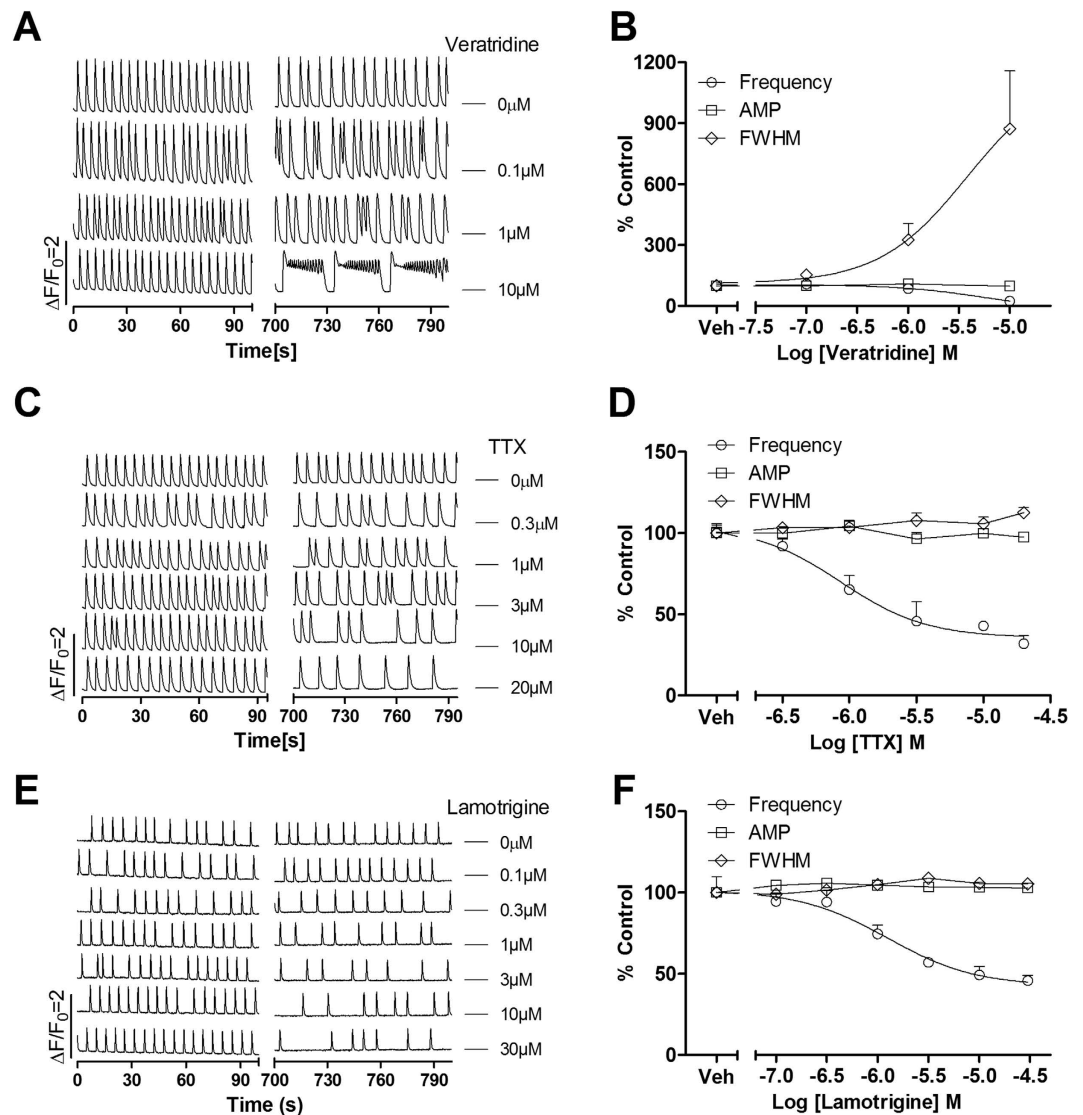 A
Veratridine
0μM
0.1μM
1μM
10μM
ΔF/F0=2
0 30 60 90 700 730 760 790
Time[s]
B
1200
900
600
300
0
% Control
Frequency
AMP
FWHM
Veh -7.5 -7.0 -6.5 -6.0 -5.5 -5.0
Log [Veratridine] M
C
TTX
0μM
0.3μM
1μM
3μM
10μM
20μM
ΔF/F0=2
0 30 60 90 700 730 760 790
Time[s]
D
150
100
50
0
% Control
Frequency
AMP
FWHM
Veh -6.5 -6.0 -5.5 -5.0 -4.5
Log [TTX] M
E
Lamotrigine
0μM
0.1μM
0.3μM
1μM
3μM
10μM
30μM
ΔF/F0=2
0 30 60 90 700 730 760 790
Time (s)
F
150
100
50
0
% Control
Frequency
AMP
FWHM
Veh -7.0 -6.5 -6.0 -5.5 -5.0 -4.5
Log [Lamotrigine] M